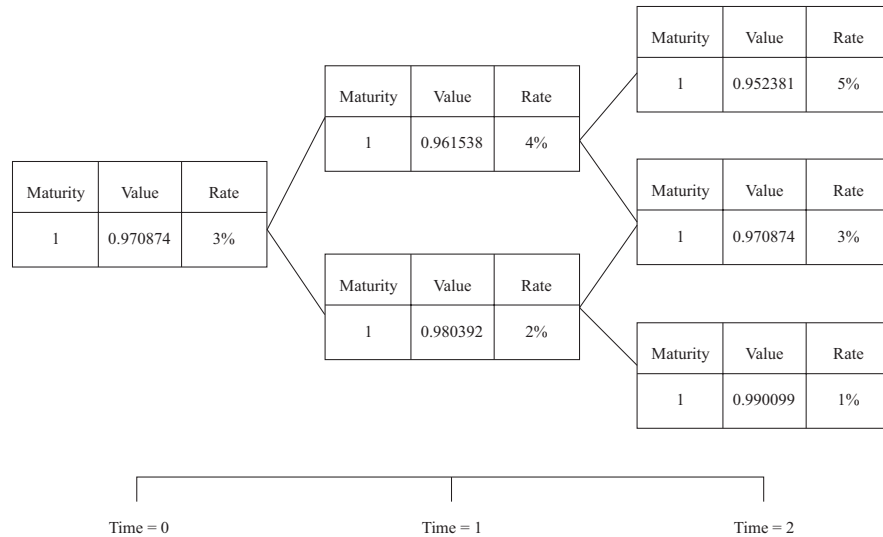 Maturity Value Rate
1 0.970874 3%
Maturity Value Rate
1 0.961538 4%
Maturity Value Rate
1 0.980392 2%
Maturity Value Rate
1 0.952381 5%
Maturity Value Rate
1 0.970874 3%
Maturity Value Rate
1 0.990099 1%
Time = 0 Time = 1 Time = 2